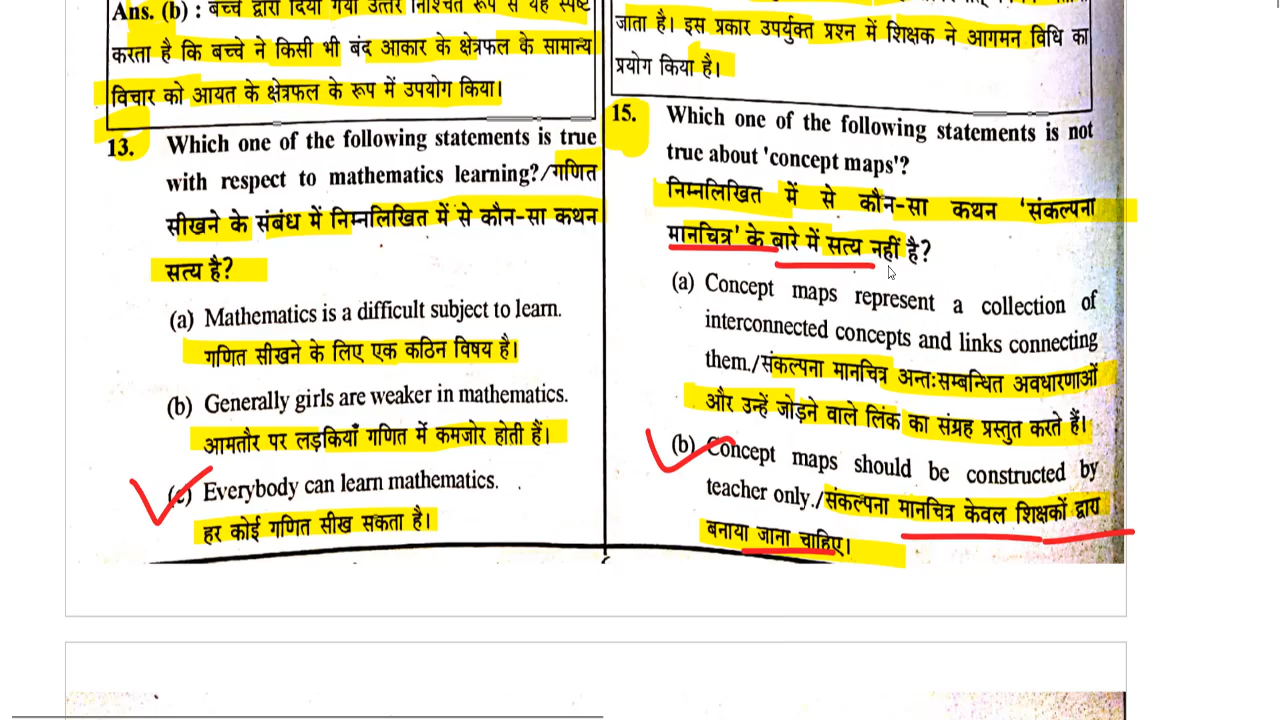 Ans. (b) : बच्चे द्वारा दिया गया उत्तर निश्चित रूप से यह स्पष्ट
करता है कि बच्चे ने किसी भी बंद आकार के क्षेत्रफल के सामान्य
विचार को आयत के क्षेत्रफल के रूप में उपयोग किया।
13. Which one of the following statements is true
with respect to mathematics learning?/गणित
सीखने के संबंध में निम्नलिखित में से कौन-सा कथन
सत्य है?
(a) Mathematics is a difficult subject to learn.
गणित सीखने के लिए एक कठिन विषय है।
(b) Generally girls are weaker in mathematics.
आमतौर पर लड़कियाँ गणित में कमजोर होती हैं।
(c) Everybody can learn mathematics.
हर कोई गणित सीख सकता है।
जाता है। इस प्रकार उपर्युक्त प्रश्न में शिक्षक ने आगमन विधि का
प्रयोग किया है।
15. Which one of the following statements is not
true about 'concept maps'?
निम्नलिखित में से कौन-सा कथन 'संकल्पना
मानचित्र' के बारे में सत्य नहीं है?
(a) Concept maps represent a collection of
interconnected concepts and links connecting
them./संकल्पना मानचित्र अन्तःसम्बन्धित अवधारणाओं
और उन्हें जोड़ने वाले लिंक का संग्रह प्रस्तुत करते हैं।
(b) Concept maps should be constructed by
teacher only./संकल्पना मानचित्र केवल शिक्षकों द्वारा
बनाया जाना चाहिए।